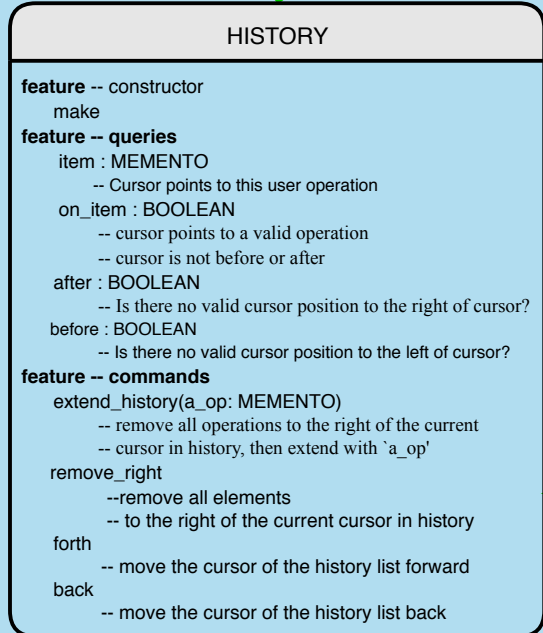 HISTORY
feature -- constructor
make
feature -- queries
item : MEMENTO
-- Cursor points to this user operation
on_item : BOOLEAN
-- cursor points to a valid operation
-- cursor is not before or after
after : BOOLEAN
-- Is there no valid cursor position to the right of cursor?
before : BOOLEAN
-- Is there no valid cursor position to the left of cursor?
feature -- commands
extend_history(a_op: MEMENTO)
-- remove all operations to the right of the current
-- cursor in history, then extend with `a_op'
remove_right
--remove all elements
-- to the right of the current cursor in history
forth
-- move the cursor of the history list forward
back
-- move the cursor of the history list back